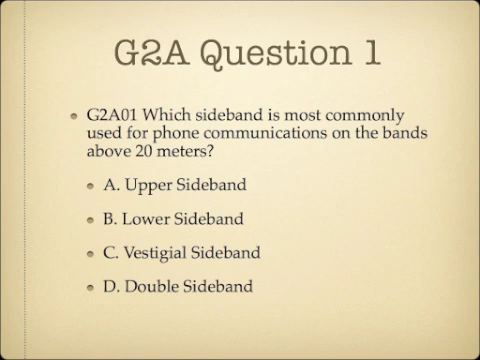 G2A Question 1
G2A01 Which sideband is most commonly
used for phone communications on the bands
above 20 meters?
A. Upper Sideband
B. Lower Sideband
C. Vestigial Sideband
D. Double Sideband